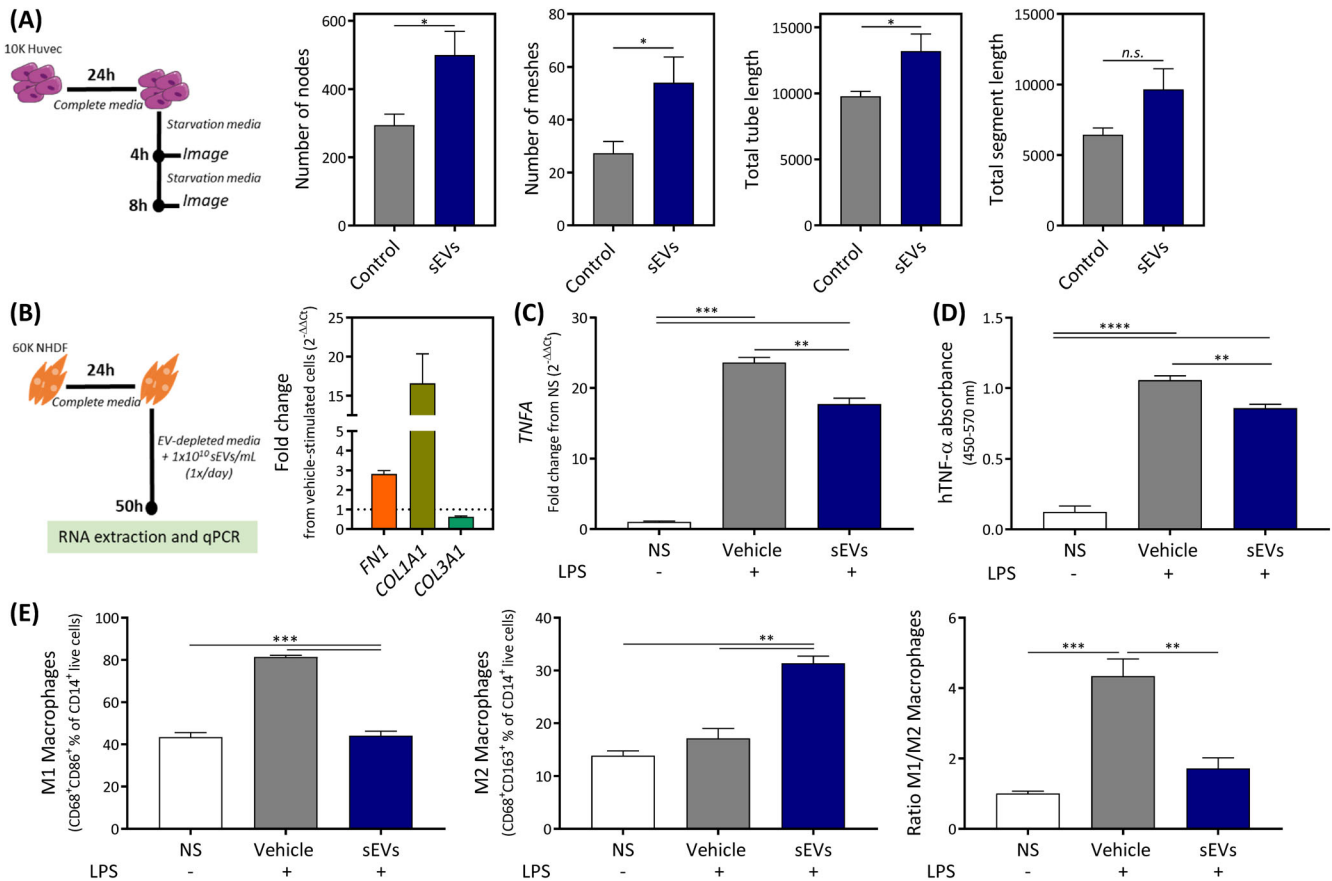 (A)
10K Huvec
24h
Complete media
Starvation media
4h
Image
Starvation media
8h
Image
Number of nodes
600
400
200
0
Control
sEVs
*
Number of meshes
80
60
40
20
0
Control
sEVs
*
Total tube length
15000
10000
15000
0
Control
sEVs
*
Total segment length
15000
10000
5000
0
Control
sEVs
n.s.
(B)
60K NHDF
24h
Complete media
EV-depleted media
+ 1x10¹⁰ sEVs/mL
(1x/day)
50h
RNA extraction and qPCR
Fold change
from vehicle-stimulated cells (2^-ΔΔCt)
25
20
15
10
5
4
3
2
1
0
FN1
COL1A1
COL3A1
(C)
TNFA
Fold change from NS (2^-ΔΔCt)
30
20
10
0
***
**
NS
Vehicle
sEVs
LPS - + +
(D)
hTNF-α absorbance
(450-570 nm)
1.5
1.0
0.5
0.0
****
**
NS
Vehicle
sEVs
LPS - + +
(E)
M1 Macrophages
(CD68⁺CD86⁺ % of CD14⁺ live cells)
100
80
60
40
20
0
***
NS
Vehicle
sEVs
LPS - + +
M2 Macrophages
(CD68⁺CD163⁺ % of CD14⁺ live cells)
40
30
20
10
0
**
NS
Vehicle
sEVs
LPS - + +
Ratio M1/M2 Macrophages
6
4
2
0
***
**
NS
Vehicle
sEVs
LPS - + +